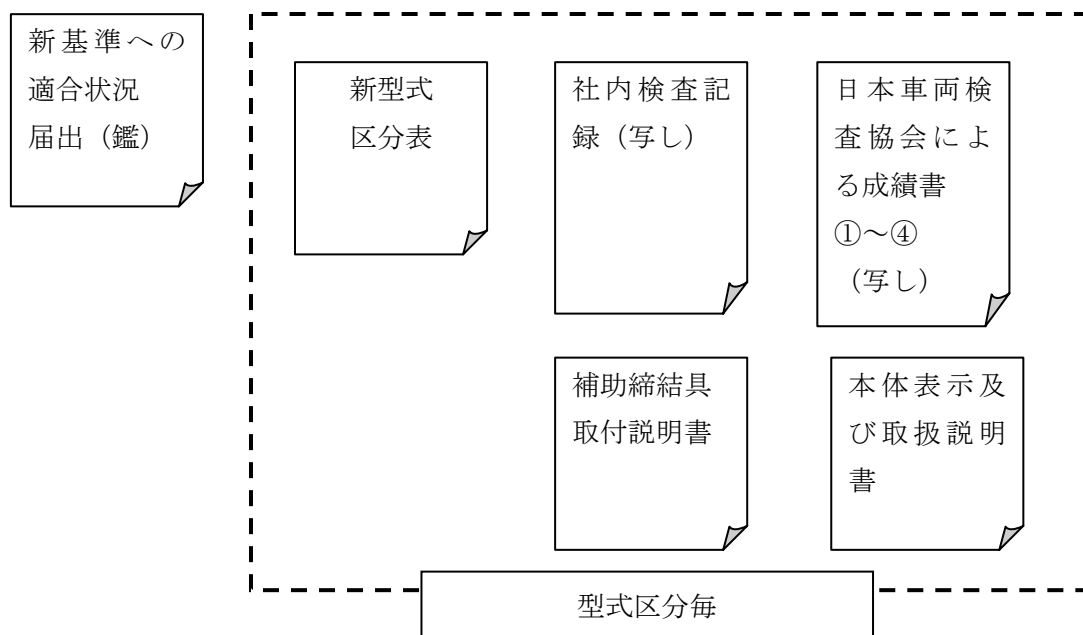 新基準への
適合状況
届出（鑑）
新型式
区分表
社内検査記
録（写し）
日本車両検
査協会によ
る成績書
①～④
（写し）
補助締結具
取付説明書
本体表示及
び取扱説明
書
型式区分毎